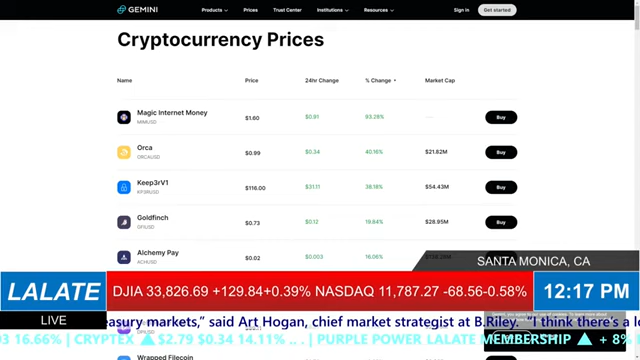 GEMINI
Products Prices Trust Center Institutions Resources Sign in Get started
Cryptocurrency Prices
Name Price 24hr Change % Change Market Cap
Magic Internet Money
MIMUSD
$1.60 $0.81 93.28% Buy
Orca
ORCAUSD
$0.99 $0.34 40.16% $21.82M Buy
Keep3rV1
KP3RUSD
$116.00 $31.11 38.18% $54.43M Buy
Goldfinch
GFIUSD
$0.73 $0.12 19.84% $28.95M Buy
Alchemy Pay
ACHUSD
$0.02 $0.003 16.06%
SANTA MONICA, CA
LALATE DJIA 33,826.69 +129.84+0.39% NASDAQ 11,787.27 -68.56-0.58% 12:17 PM
LIVE easury markets,” said Art Hogan, chief market strategist at B.Riley. “I think there's a lo
03 16.66% | CRYPTEX ▲$2.79 $0.34 14.11% .. . | PURPLE POWER LALATE MEMBERSHIP ▲ + 8%
Wrapped Filecoin